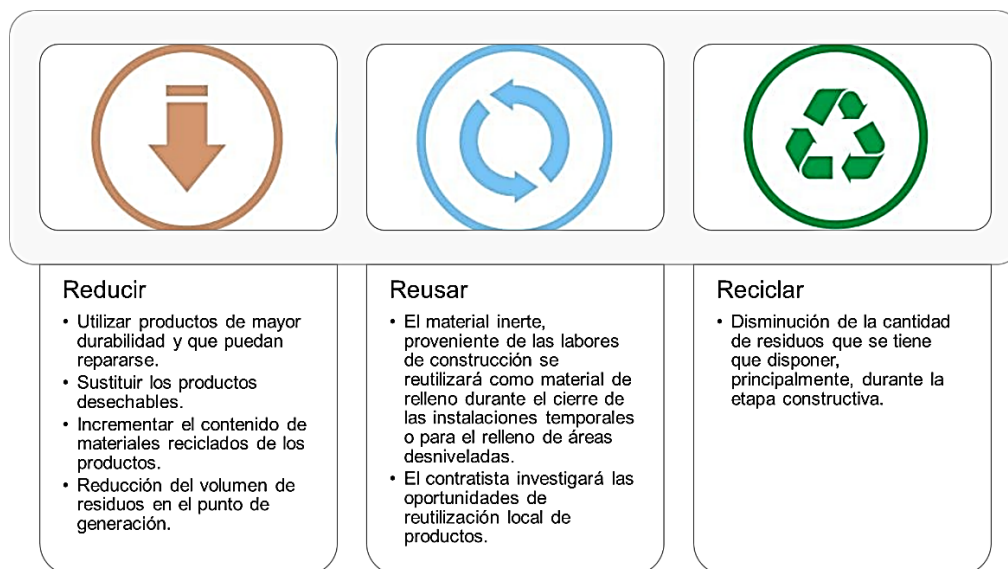 Reducir
• Utilizar productos de mayor
durabilidad y que puedan
repararse.
• Sustituir los productos
desechables.
• Incrementar el contenido de
materiales reciclados de los
productos.
• Reducción del volumen de
residuos en el punto de
generación.
Reusar
• El material inerte,
proveniente de las labores
de construcción se
reutilizará como material de
relleno durante el cierre de
las instalaciones temporales
o para el relleno de áreas
desniveladas.
• El contratista investigará las
oportunidades de
reutilización local de
productos.
Reciclar
• Disminución de la cantidad
de residuos que se tiene
que disponer,
principalmente, durante la
etapa constructiva.